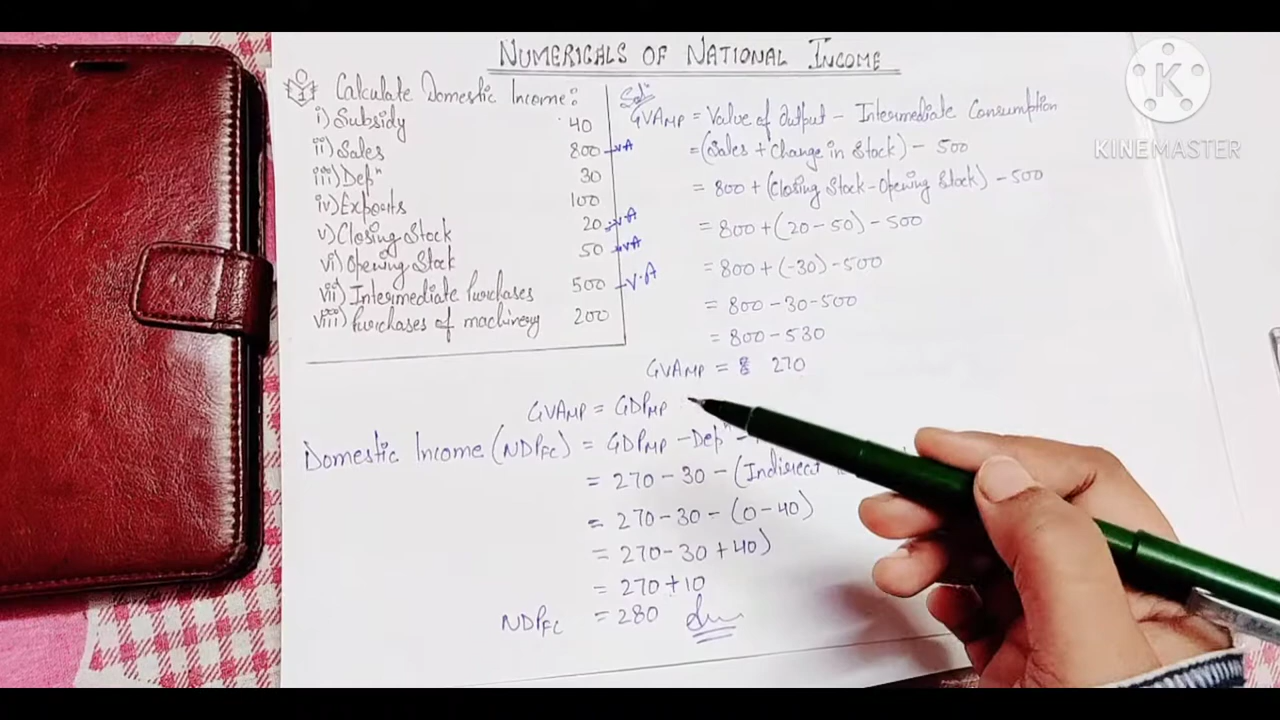 NUMERICALS OF NATIONAL INCOME
Calculate Domestic Income:
i) Subsidy 40
ii) Sales 800 → V.A
iii) Depⁿ 30
iv) Exports 100
v) Closing Stock 20 → V.A
vi) Opening Stock 50 → V.A
vii) Intermediate Purchases 500 → V.A
viii) Purchases of machinery 200
Solⁿ
GVAMP = Value of Output - Intermediate Consumption
= (Sales + Change in Stock) - 500
= 800 + (Closing Stock - Opening Stock) - 500
= 800 + (20 - 50) - 500
= 800 + (-30) - 500
= 800 - 30 - 500
= 800 - 530
GVAMP = 270
GVAMP = GDPMP
Domestic Income (NDPFC) = GDPMP - Depⁿ -
= 270 - 30 - (Indirect
= 270 - 30 - (0 - 40)
= 270 - 30 + 40)
= 270 + 10
NDPFC = 280
K
KINEMASTER